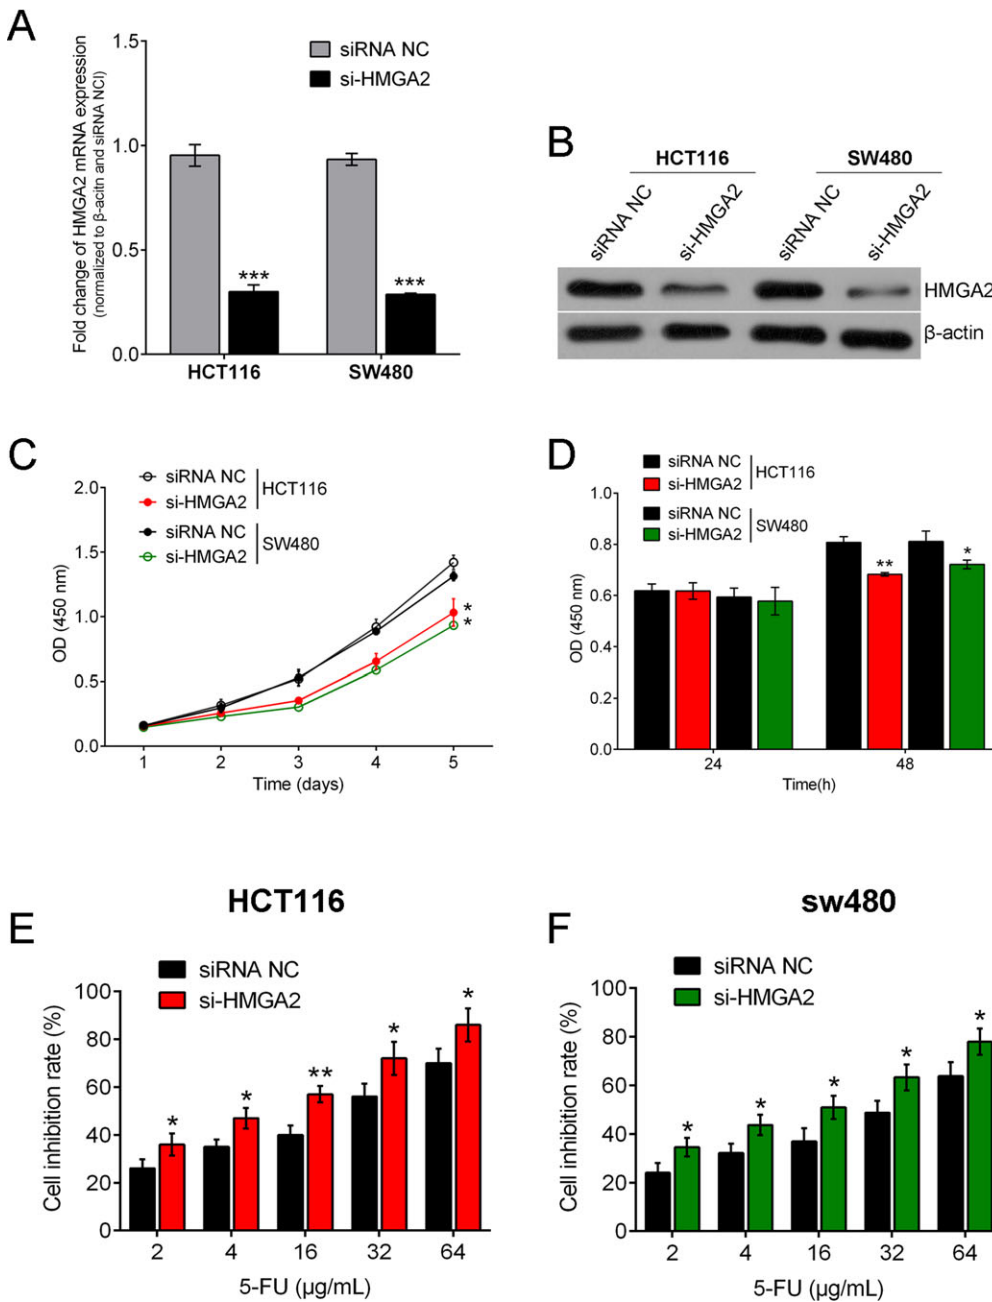 A
Fold change of HMGA2 mRNA expression
(normalized to β-acitn and siRNA NCI)
1.5
1.0
0.5
0.0
siRNA NC
si-HMGA2
***
***
HCT116
SW480
B
HCT116
SW480
siRNA NC
si-HMGA2
siRNA NC
si-HMGA2
HMGA2
β-actin
C
siRNA NC
si-HMGA2
HCT116
siRNA NC
si-HMGA2
SW480
OD (450 nm)
2.0
1.5
1.0
0.5
0.0
*
*
1 2 3 4 5
Time (days)
D
siRNA NC
si-HMGA2
HCT116
siRNA NC
si-HMGA2
SW480
OD (450 nm)
1.0
0.8
0.6
0.4
0.2
0.0
**
*
24 48
Time(h)
HCT116
E
siRNA NC
si-HMGA2
Cell inhibition rate (%)
100
80
60
40
20
0
*
*
**
*
*
2 4 16 32 64
5-FU (μg/mL)
sw480
F
siRNA NC
si-HMGA2
Cell inhibition rate (%)
100
80
60
40
20
0
*
*
*
*
*
2 4 16 32 64
5-FU (μg/mL)